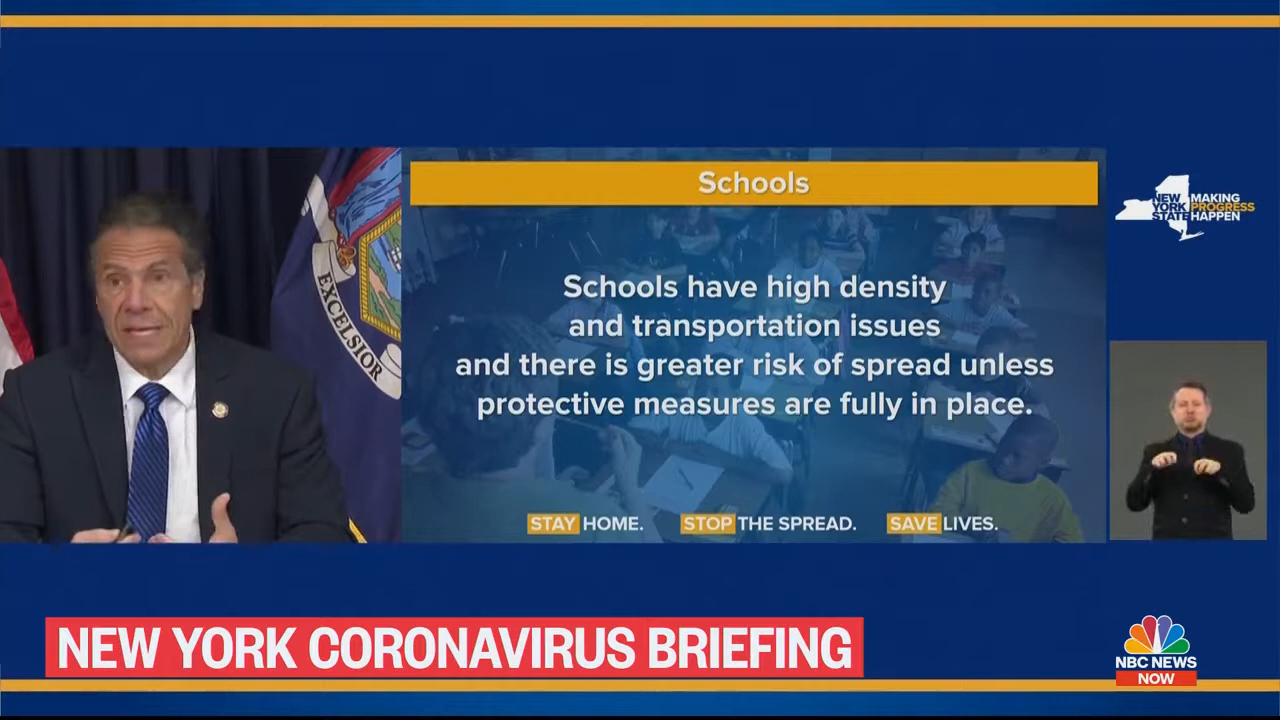 Schools
Schools have high density
and transportation issues
and there is greater risk of spread unless
protective measures are fully in place.
STAY HOME. STOP THE SPREAD. SAVE LIVES.
EXCELSIOR
NEW
YORK
STATE
MAKING
PROGRESS
HAPPEN
NEW YORK CORONAVIRUS BRIEFING
NBC NEWS
NOW